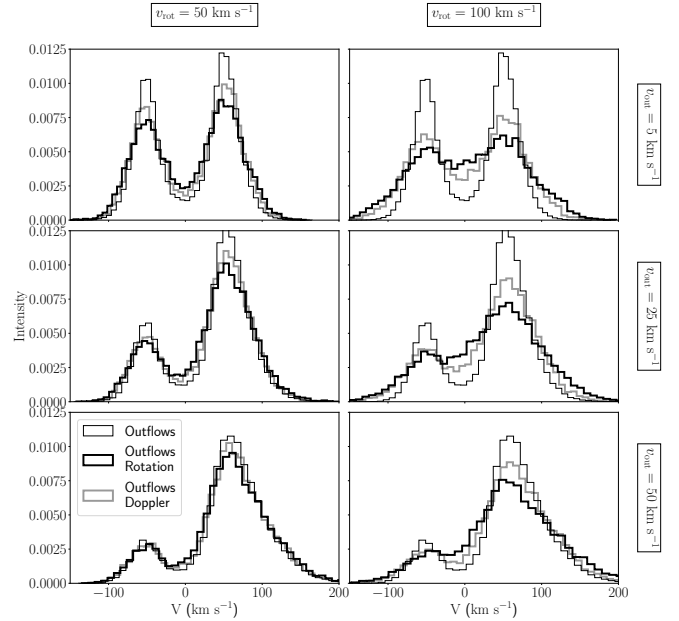 v_rot = 50 km s⁻¹ v_rot = 100 km s⁻¹
0.0125
0.0100
0.0075
0.0050
0.0025
0.0000
v_out = 5 km s⁻¹
0.0125
0.0100
0.0075
0.0050
0.0025
0.0000
Intensity
v_out = 25 km s⁻¹
0.0125
0.0100
0.0075
0.0050
0.0025
0.0000
Outflows
Outflows
Rotation
Outflows
Doppler
v_out = 50 km s⁻¹
−100 0 100 200 −100 0 100 200
V (km s⁻¹) V (km s⁻¹)